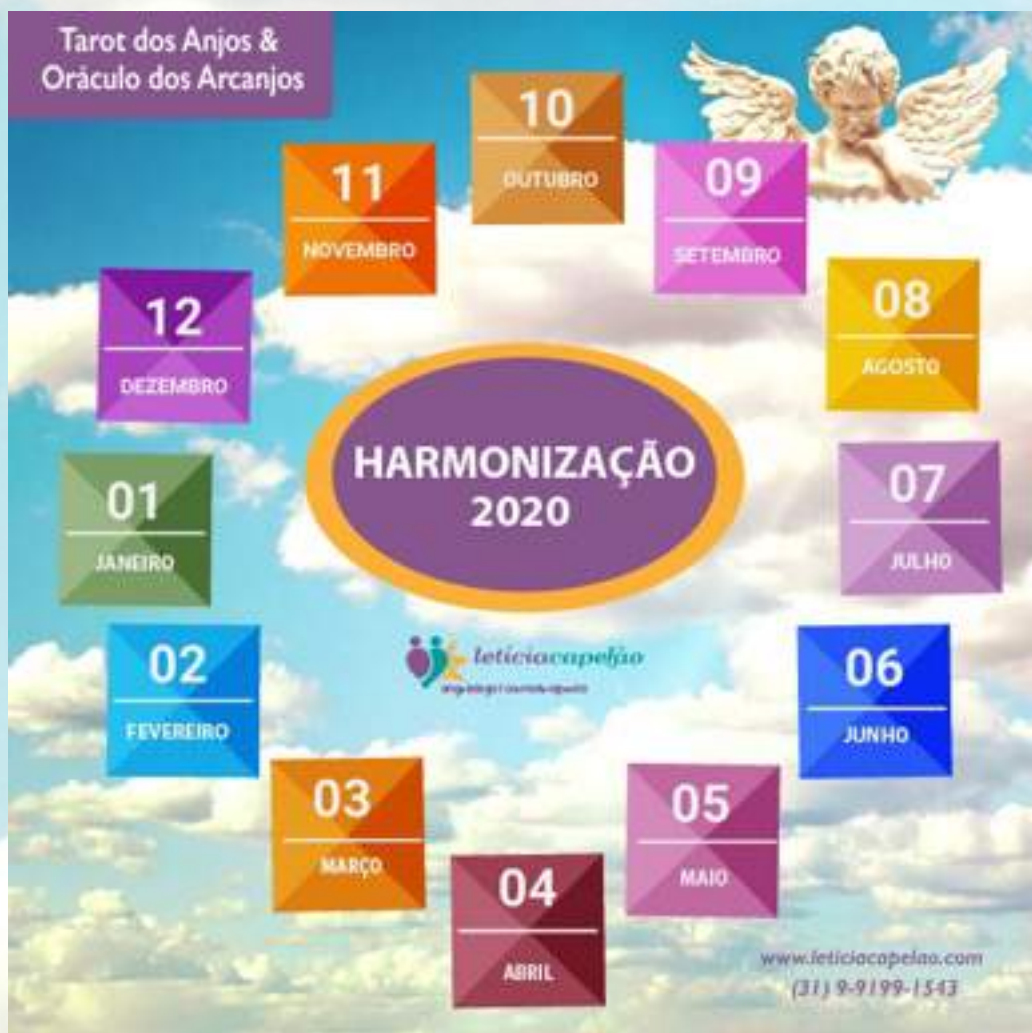 Tarot dos Anjos &
Oráculo dos Arcanjos
10
OUTUBRO
11
NOVEMBRO
09
SETEMBRO
12
DEZEMBRO
08
AGOSTO
HARMONIZAÇÃO
2020
01
JANEIRO
07
JULHO
letíciacapelão
02
FEVEREIRO
06
JUNHO
03
MARÇO
05
MAIO
04
ABRIL
www.leticiacapelao.com
(31) 9-9199-1543